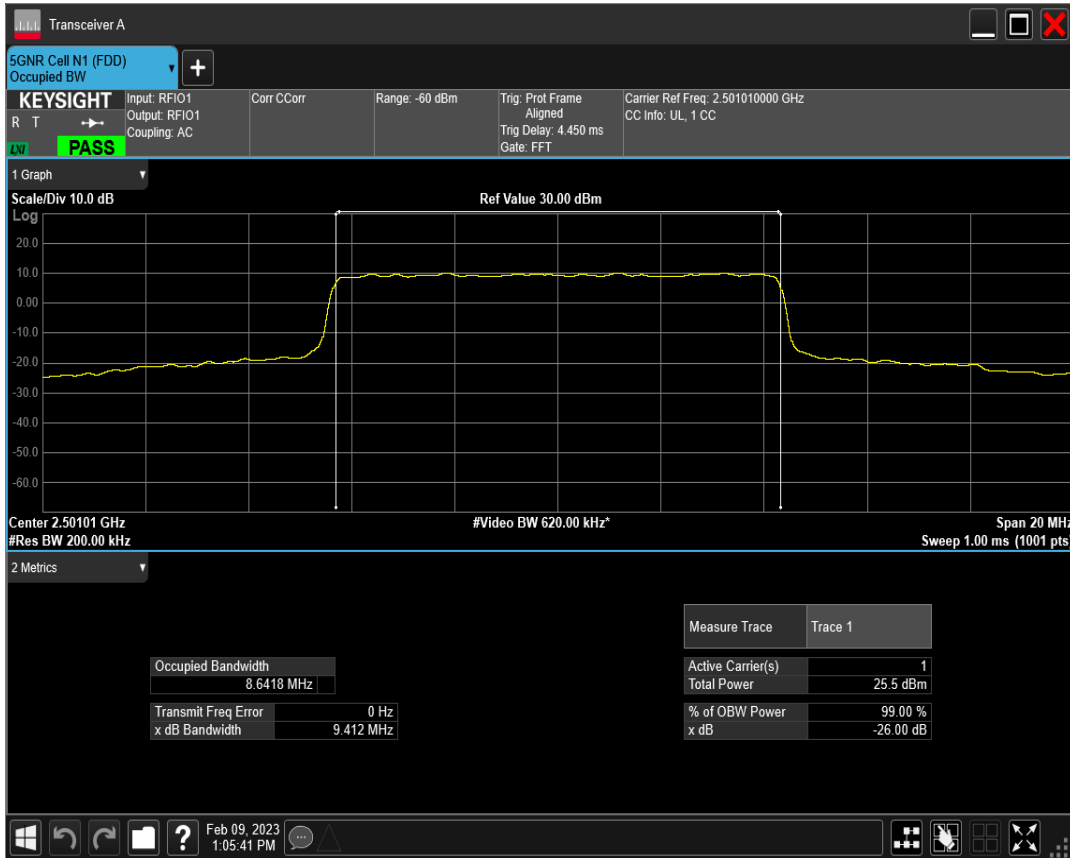 Transceiver A
5GNR Cell N1 (FDD)
Occupied BW
+
KEYSIGHT
R T
LXI
PASS
Input: RFIO1
Output: RFIO1
Coupling: AC
Corr CCorr
Range: -60 dBm
Trig: Prot Frame
Aligned
Trig Delay: 4.450 ms
Gate: FFT
Carrier Ref Freq: 2.501010000 GHz
CC Info: UL, 1 CC
1 Graph
Scale/Div 10.0 dB
Ref Value 30.00 dBm
Log
20.0
10.0
0.00
-10.0
-20.0
-30.0
-40.0
-50.0
-60.0
Center 2.50101 GHz
#Video BW 620.00 kHz*
Span 20 MHz
#Res BW 200.00 kHz
Sweep 1.00 ms (1001 pts)
2 Metrics
Measure Trace Trace 1
Occupied Bandwidth
8.6418 MHz
Transmit Freq Error 0 Hz
x dB Bandwidth 9.412 MHz
Active Carrier(s) 1
Total Power 25.5 dBm
% of OBW Power 99.00 %
x dB -26.00 dB
?
Feb 09, 2023
1:05:41 PM